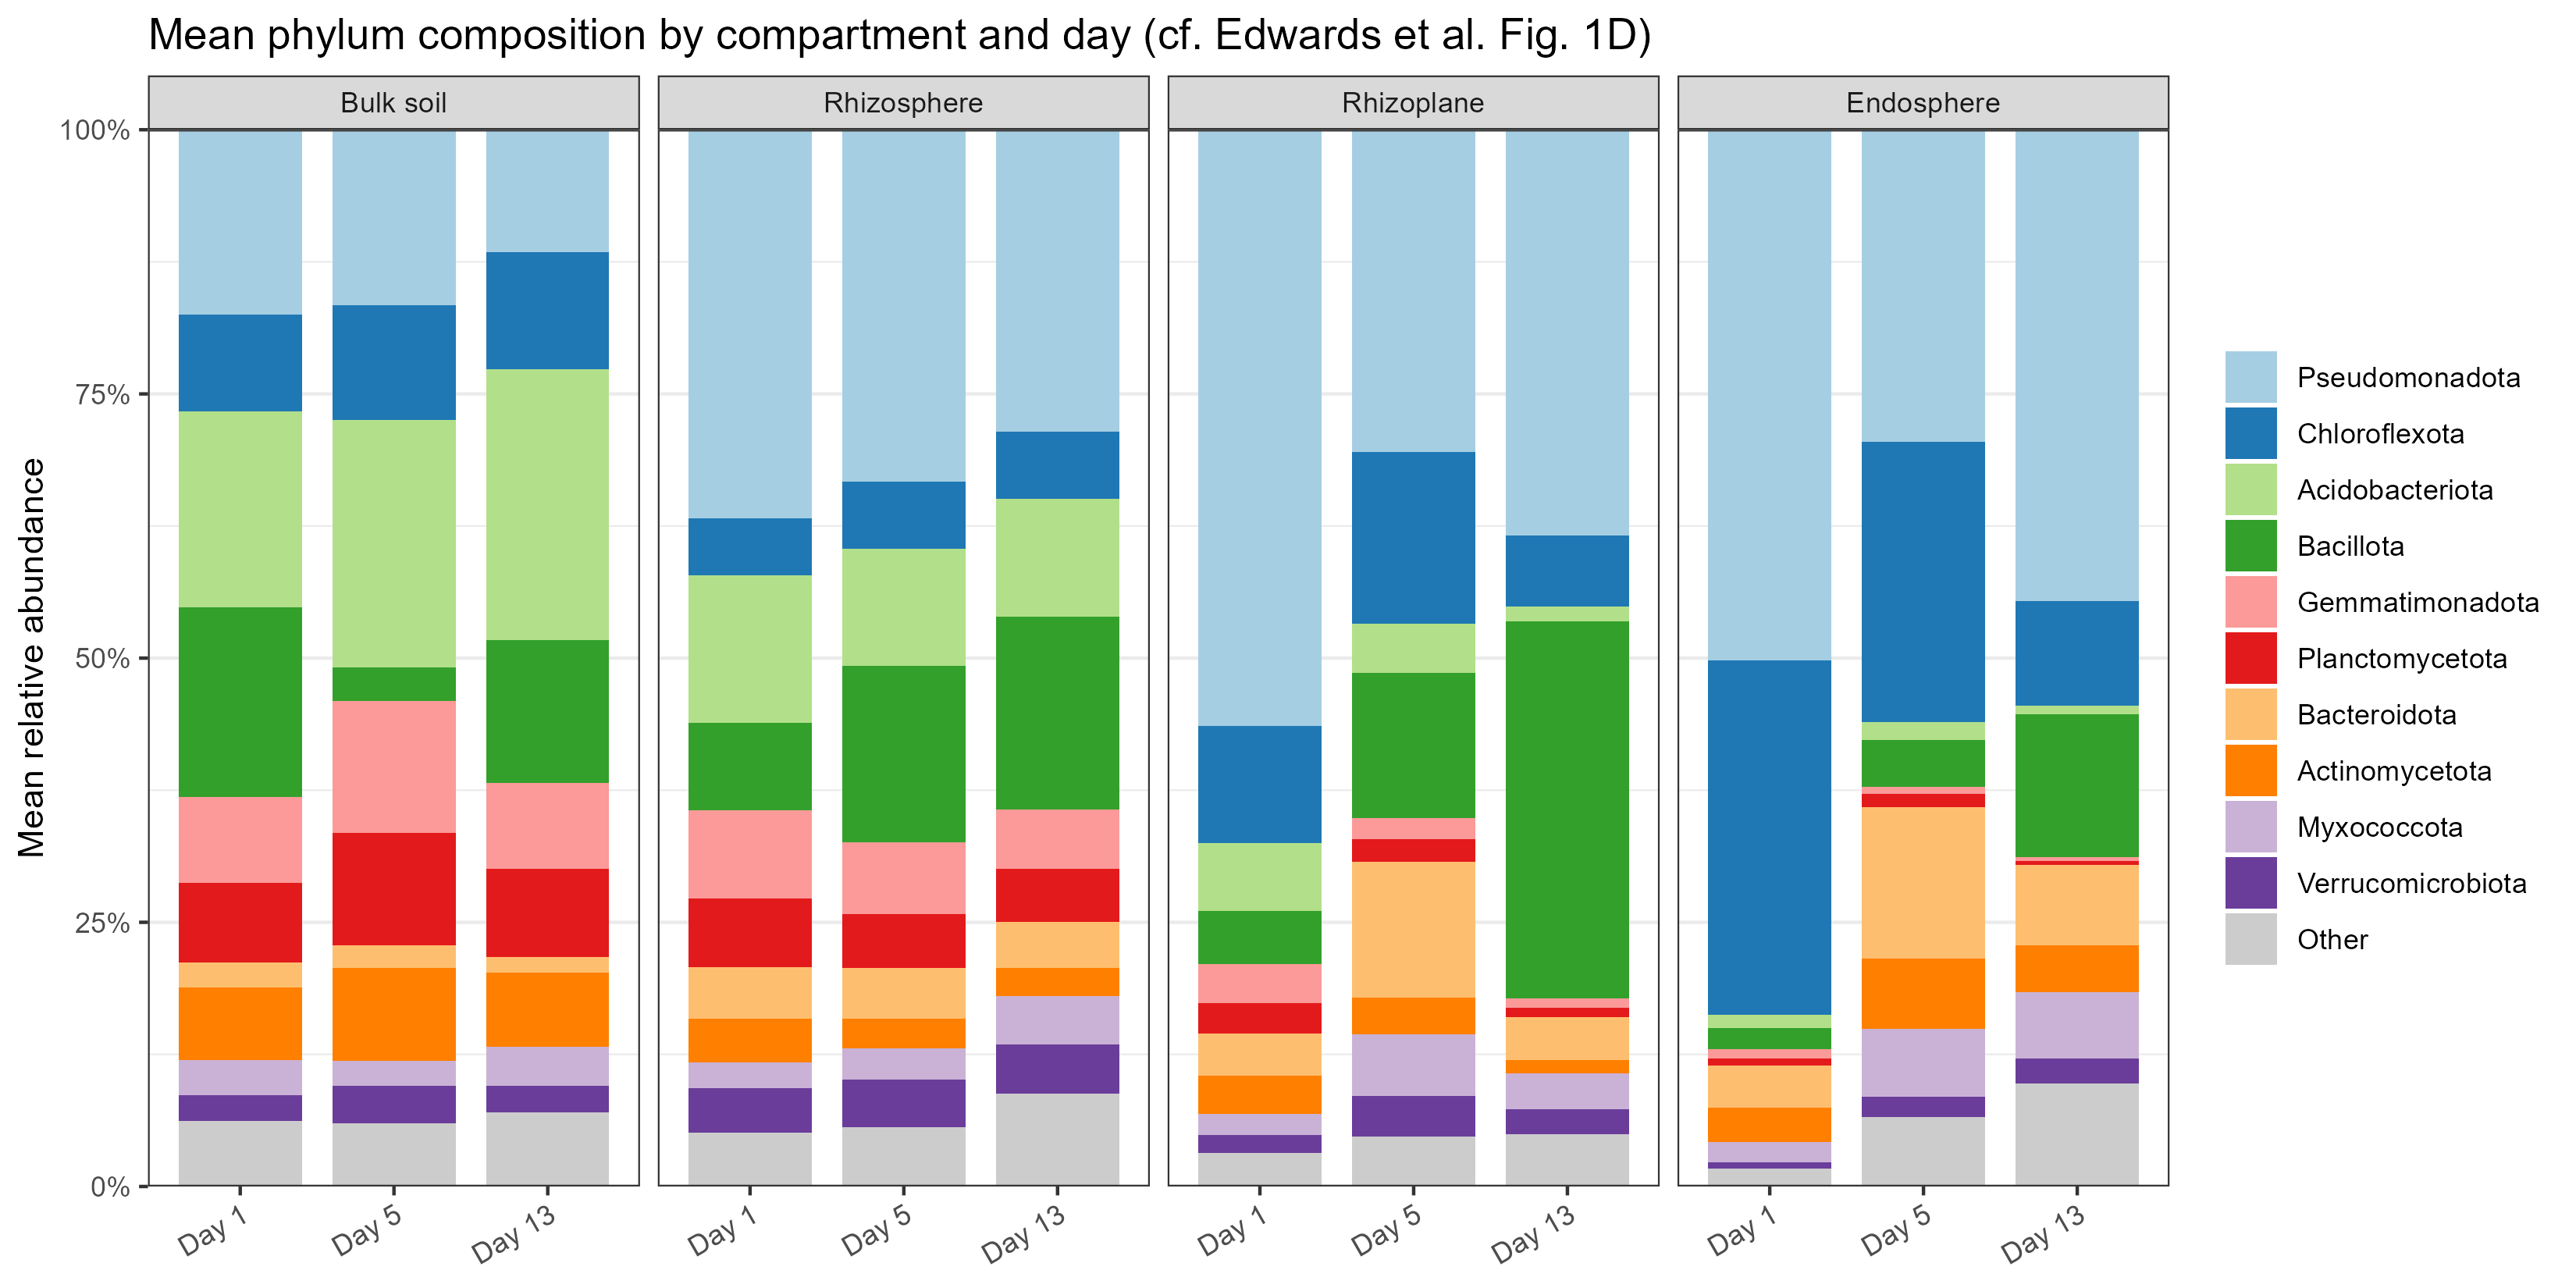 Mean phylum composition by compartment and day (cf. Edwards et al. Fig. 1D)
Bulk soil
Rhizosphere
Rhizoplane
Endosphere
100%
75%
50%
25%
0%
Mean relative abundance
Day 1
Day 5
Day 13
Day 1
Day 5
Day 13
Day 1
Day 5
Day 13
Day 1
Day 5
Day 13
Pseudomonadota
Chloroflexota
Acidobacteriota
Bacillota
Gemmatimonadota
Planctomycetota
Bacteroidota
Actinomycetota
Myxococcota
Verrucomicrobiota
Other